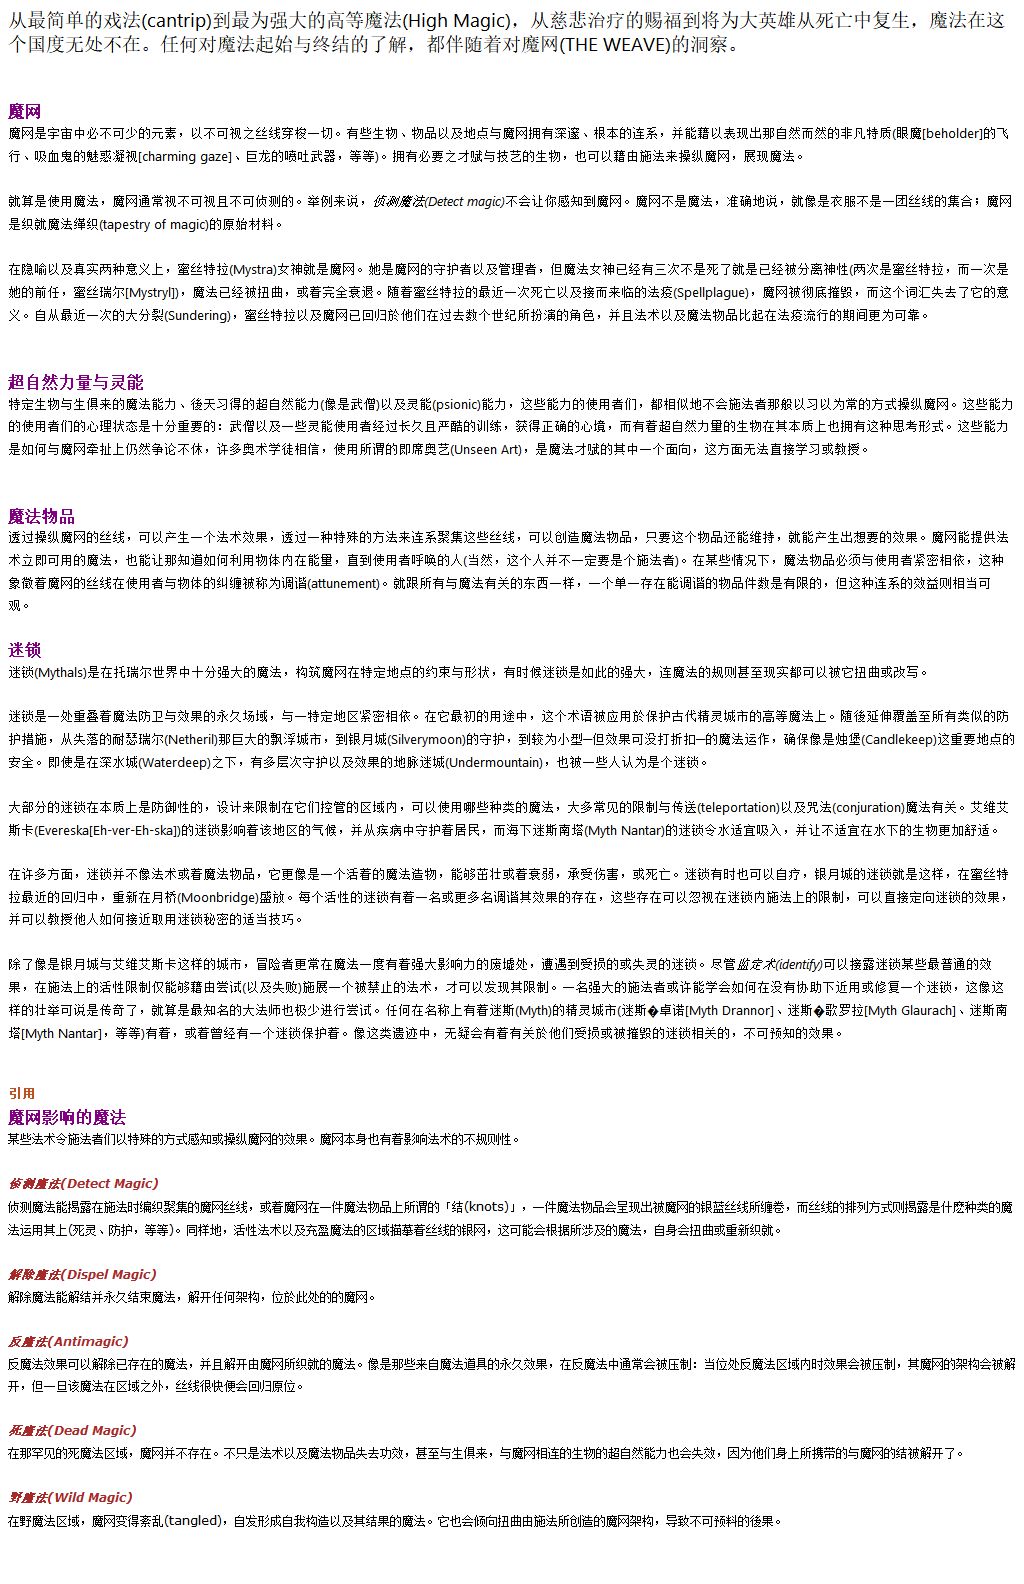 从最简单的戏法(cantrip)到最为强大的高等魔法(High Magic)，从慈悲治疗的赐福到将为大英雄从死亡中复生，魔法在这
个国度无处不在。任何对魔法起始与终结的了解，都伴随着对魔网(THE WEAVE)的洞察。
魔网
魔网是宇宙中必不可少的元素，以不可视之丝线穿梭一切。有些生物、物品以及地点与魔网拥有深邃、根本的连系，并能藉以表现出那自然而然的非凡特质(眼魔[beholder]的飞
行、吸血鬼的魅惑凝视[charming gaze]、巨龙的喷吐武器，等等)。拥有必要之才赋与技艺的生物，也可以藉由施法来操纵魔网，展现魔法。
就算是使用魔法，魔网通常视不可视且不可侦测的。举例来说，侦测魔法(Detect magic)不会让你感知到魔网。魔网不是魔法，准确地说，就像是衣服不是一团丝线的集合；魔网
是织就魔法缂织(tapestry of magic)的原始材料。
在隐喻以及真实两种意义上，蜜丝特拉(Mystra)女神就是魔网。她是魔网的守护者以及管理者，但魔法女神已经有三次不是死了就是已经被分离神性(两次是蜜丝特拉，而一次是
她的前任，蜜丝瑞尔[Mystryl])，魔法已经被扭曲，或着完全衰退。随着蜜丝特拉的最近一次死亡以及接而来临的法疫(Spellplague)，魔网被彻底摧毁，而这个词汇失去了它的意
义。自从最近一次的大分裂(Sundering)，蜜丝特拉以及魔网已回归於他们在过去数个世纪所扮演的角色，并且法术以及魔法物品比起在法疫流行的期间更为可靠。
超自然力量与灵能
特定生物与生俱来的魔法能力、後天习得的超自然能力(像是武僧)以及灵能(psionic)能力，这些能力的使用者们，都相似地不会施法者那般以习以为常的方式操纵魔网。这些能力
的使用者们的心理状态是十分重要的：武僧以及一些灵能使用者经过长久且严酷的训练，获得正确的心境，而有着超自然力量的生物在其本质上也拥有这种思考形式。这些能力
是如何与魔网牵扯上仍然争论不休，许多奥术学徒相信，使用所谓的即席奥艺(Unseen Art)，是魔法才赋的其中一个面向，这方面无法直接学习或教授。
魔法物品
透过操纵魔网的丝线，可以产生一个法术效果，透过一种特殊的方法来连系聚集这些丝线，可以创造魔法物品，只要这个物品还能维持，就能产生出想要的效果。魔网能提供法
术立即可用的魔法，也能让那知道如何利用物体内在能量，直到使用者呼唤的人(当然，这个人并不一定要是个施法者)。在某些情况下，魔法物品必须与使用者紧密相依，这种
象徵着魔网的丝线在使用者与物体的纠缠被称为调谐(attunement)。就跟所有与魔法有关的东西一样，一个单一存在能调谐的物品件数是有限的，但这种连系的效益则相当可
观。
迷锁
迷锁(Mythals)是在托瑞尔世界中十分强大的魔法，构筑魔网在特定地点的约束与形状，有时候迷锁是如此的强大，连魔法的规则甚至现实都可以被它扭曲或改写。
迷锁是一处重叠着魔法防卫与效果的永久场域，与一特定地区紧密相依。在它最初的用途中，这个术语被应用於保护古代精灵城市的高等魔法上。随後延伸覆盖至所有类似的防
护措施，从失落的耐瑟瑞尔(Netheril)那巨大的飘浮城市，到银月城(Silverymoon)的守护，到较为小型─但效果可没打折扣─的魔法运作，确保像是烛堡(Candlekeep)这重要地点的
安全。即使是在深水城(Waterdeep)之下，有多层次守护以及效果的地脉迷城(Undermountain)，也被一些人认为是个迷锁。
大部分的迷锁在本质上是防御性的，设计来限制在它们控管的区域内，可以使用哪些种类的魔法，大多常见的限制与传送(teleportation)以及咒法(conjuration)魔法有关。艾维艾
斯卡(Evereska[Eh-ver-Eh-ska])的迷锁影响着该地区的气候，并从疾病中守护着居民，而海下迷斯南塔(Myth Nantar)的迷锁令水适宜吸入，并让不适宜在水下的生物更加舒适。
在许多方面，迷锁并不像法术或着魔法物品，它更像是一个活着的魔法造物，能够茁壮或着衰弱，承受伤害，或死亡。迷锁有时也可以自疗，银月城的迷锁就是这样，在蜜丝特
拉最近的回归中，重新在月桥(Moonbridge)盛放。每个活性的迷锁有着一名或更多名调谐其效果的存在，这些存在可以忽视在迷锁内施法上的限制，可以直接定向迷锁的效果，
并可以教授他人如何接近取用迷锁秘密的适当技巧。
除了像是银月城与艾维艾斯卡这样的城市，冒险者更常在魔法一度有着强大影响力的废墟处，遭遇到受损的或失灵的迷锁。尽管监定术(identify)可以接露迷锁某些最普通的效
果，在施法上的活性限制仅能够藉由尝试(以及失败)施展一个被禁止的法术，才可以发现其限制。一名强大的施法者或许能学会如何在没有协助下近用或修复一个迷锁，这像这
样的壮举可说是传奇了，就算是最知名的大法师也极少进行尝试。任何在名称上有着迷斯(Myth)的精灵城市(迷斯�卓诺[Myth Drannor]、迷斯�歌罗拉[Myth Glaurach]、迷斯南
塔[Myth Nantar]，等等)有着，或着曾经有一个迷锁保护着。像这类遗迹中，无疑会有着有关於他们受损或被摧毁的迷锁相关的，不可预知的效果。
引用
魔网影响的魔法
某些法术令施法者们以特殊的方式感知或操纵魔网的效果。魔网本身也有着影响法术的不规则性。
侦测魔法(Detect Magic)
侦测魔法能揭露在施法时编织聚集的魔网丝线，或着魔网在一件魔法物品上所谓的「结(knots)」，一件魔法物品会呈现出被魔网的银蓝丝线所缠卷，而丝线的排列方式则揭露是什麽种类的魔
法运用其上(死灵、防护，等等)。同样地，活性法术以及充盈魔法的区域描摹着丝线的银网，这可能会根据所涉及的魔法，自身会扭曲或重新织就。
解除魔法(Dispel Magic)
解除魔法能解结并永久结束魔法，解开任何架构，位於此处的的魔网。
反魔法(Antimagic)
反魔法效果可以解除已存在的魔法，并且解开由魔网所织就的魔法。像是那些来自魔法道具的永久效果，在反魔法中通常会被压制：当位处反魔法区域内时效果会被压制，其魔网的架构会被解
开，但一旦该魔法在区域之外，丝线很快便会回归原位。
死魔法(Dead Magic)
在那罕见的死魔法区域，魔网并不存在。不只是法术以及魔法物品失去功效，甚至与生俱来，与魔网相连的生物的超自然能力也会失效，因为他们身上所携带的与魔网的结被解开了。
野魔法(Wild Magic)
在野魔法区域，魔网变得紊乱(tangled)，自发形成自我构造以及其结果的魔法。它也会倾向扭曲由施法所创造的魔网架构，导致不可预料的後果。